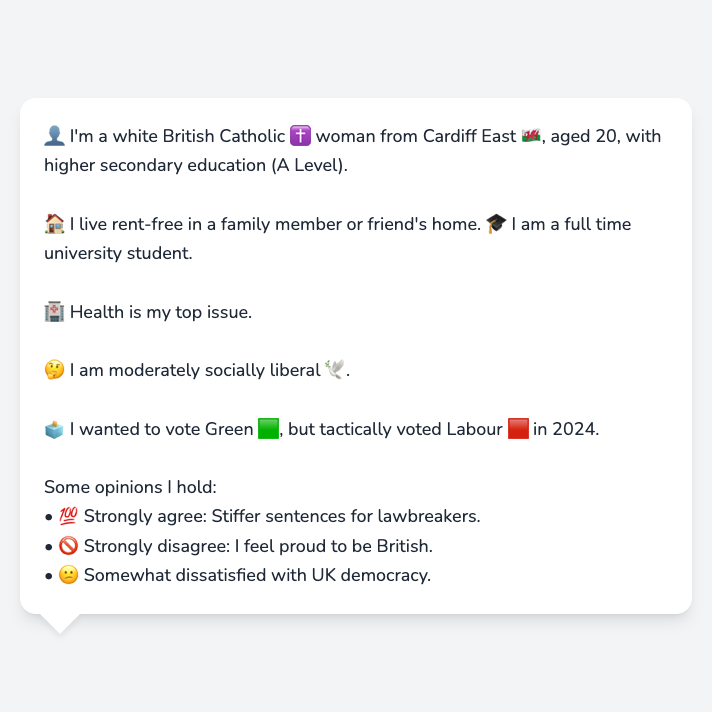 👤 I'm a white British Catholic ✝️ woman from Cardiff East 🏴󠁧󠁢󠁷󠁬󠁳󠁿, aged 20, with
higher secondary education (A Level).
🏠 I live rent-free in a family member or friend's home. 🎓 I am a full time
university student.
🏥 Health is my top issue.
🤔 I am moderately socially liberal 🕊️.
🗳️ I wanted to vote Green 🟩, but tactically voted Labour 🟥 in 2024.
Some opinions I hold:
• 💯 Strongly agree: Stiffer sentences for lawbreakers.
• 🚫 Strongly disagree: I feel proud to be British.
• 😕 Somewhat dissatisfied with UK democracy.